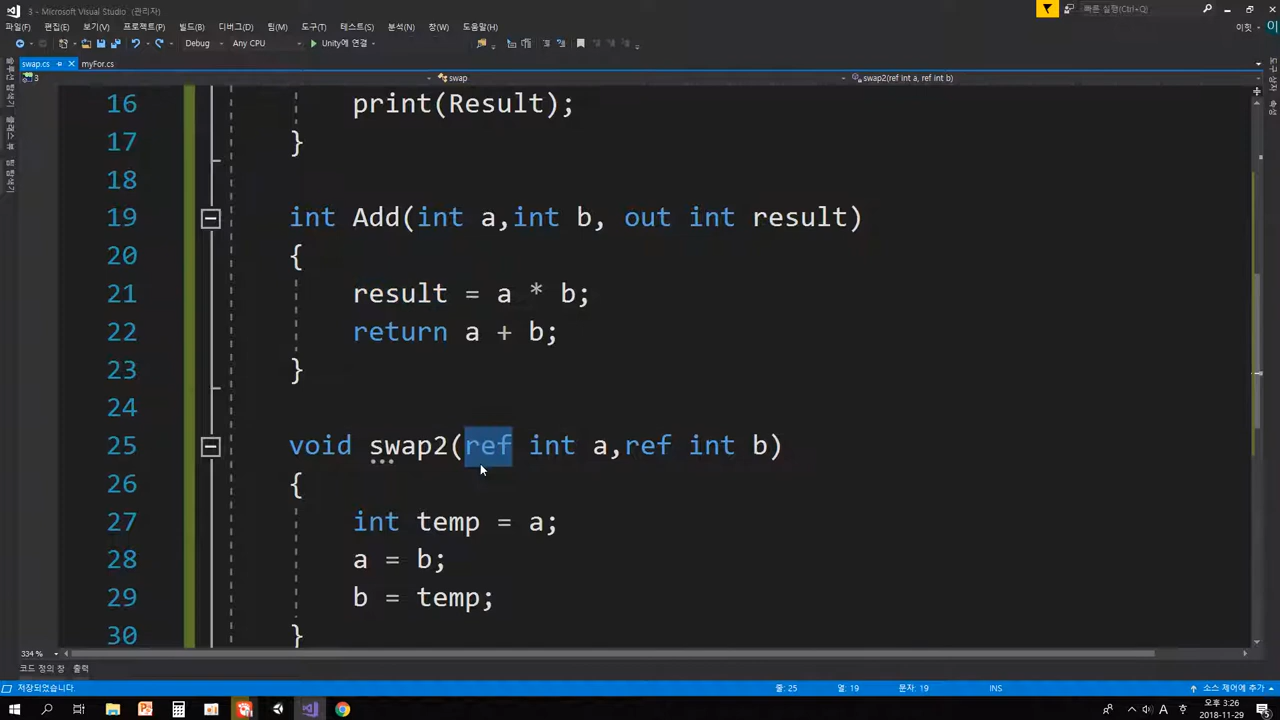 3 - Microsoft Visual Studio (관리자)
빠른 실행(Ctrl+Q)
파일(F) 편집(E) 보기(V) 프로젝트(P) 빌드(B) 디버그(D) 팀(M) 도구(T) 테스트(S) 분석(N) 창(W) 도움말(H)
Debug Any CPU Unity에 연결
swap.cs myFor.cs
3 swap swap2(ref int a, ref int b)
16 print(Result);
17 }
18
19 int Add(int a,int b, out int result)
20 {
21 result = a * b;
22 return a + b;
23 }
24
25 void swap2(ref int a,ref int b)
26 {
27 int temp = a;
28 a = b;
29 b = temp;
30 }
334 %
코드 정의 창 출력
저장되었습니다. 줄: 25 열: 19 문자: 19 INS 소스 제어에 추가
오후 3:26
2018-11-29